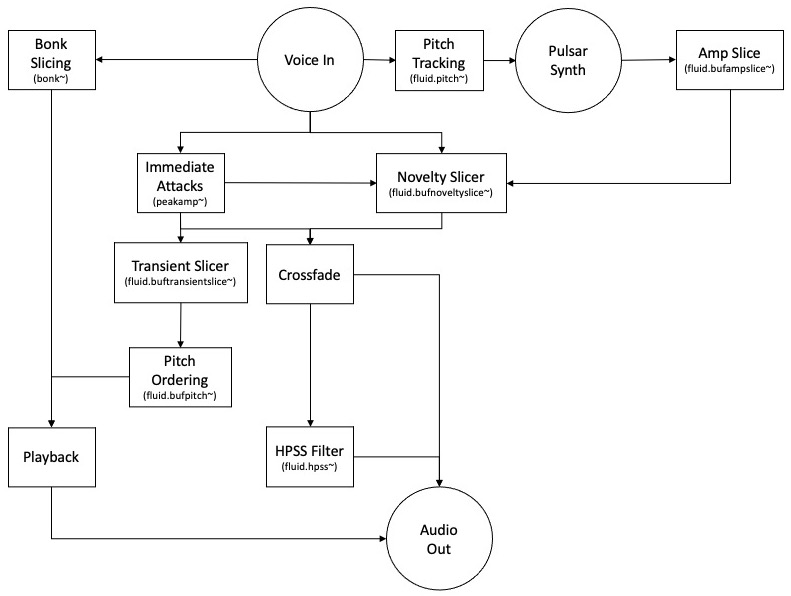 Bonk
Slicing
(bonk~)
Voice In
Pitch
Tracking
(fluid.pitch~)
Pulsar
Synth
Amp Slice
(fluid.bufampslice~)
Immediate
Attacks
(peakamp~)
Novelty Slicer
(fluid.bufnoveltyslice~)
Transient Slicer
(fluid.buftransientslice~)
Crossfade
Pitch
Ordering
(fluid.bufpitch~)
Playback
HPSS Filter
(fluid.hpss~)
Audio
Out